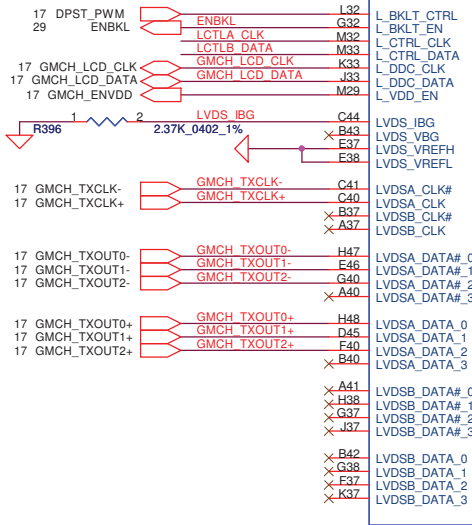 17 DPST_PWM L32 L_BKLT_CTRL
29 ENBKL ENBKL G32 L_BKLT_EN
LCTLA_CLK M32 L_CTRL_CLK
LCTLB_DATA M33 L_CTRL_DATA
17 GMCH_LCD_CLK GMCH_LCD_CLK K33 L_DDC_CLK
17 GMCH_LCD_DATA GMCH_LCD_DATA J33 L_DDC_DATA
17 GMCH_ENVDD M29 L_VDD_EN
1 2 LVDS_IBG C44 LVDS_IBG
R396 2.37K_0402_1% B43 LVDS_VBG
E37 LVDS_VREFH
E38 LVDS_VREFL
17 GMCH_TXCLK- GMCH_TXCLK- C41 LVDSA_CLK#
17 GMCH_TXCLK+ GMCH_TXCLK+ C40 LVDSA_CLK
B37 LVDSB_CLK#
A37 LVDSB_CLK
17 GMCH_TXOUT0- GMCH_TXOUT0- H47 LVDSA_DATA#_0
17 GMCH_TXOUT1- GMCH_TXOUT1- E46 LVDSA_DATA#_1
17 GMCH_TXOUT2- GMCH_TXOUT2- G40 LVDSA_DATA#_2
A40 LVDSA_DATA#_3
17 GMCH_TXOUT0+ GMCH_TXOUT0+ H48 LVDSA_DATA_0
17 GMCH_TXOUT1+ GMCH_TXOUT1+ D45 LVDSA_DATA_1
17 GMCH_TXOUT2+ GMCH_TXOUT2+ F40 LVDSA_DATA_2
B40 LVDSA_DATA_3
A41 LVDSB_DATA#_0
H38 LVDSB_DATA#_1
G37 LVDSB_DATA#_2
J37 LVDSB_DATA#_3
B42 LVDSB_DATA_0
G38 LVDSB_DATA_1
F37 LVDSB_DATA_2
K37 LVDSB_DATA_3